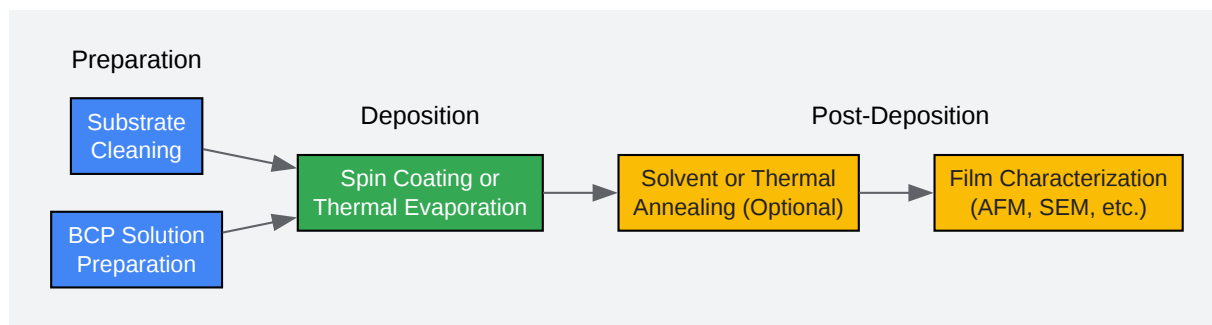 Preparation
Substrate
Cleaning
BCP Solution
Preparation
Deposition
Spin Coating or
Thermal Evaporation
Post-Deposition
Solvent or Thermal
Annealing (Optional)
Film Characterization
(AFM, SEM, etc.)